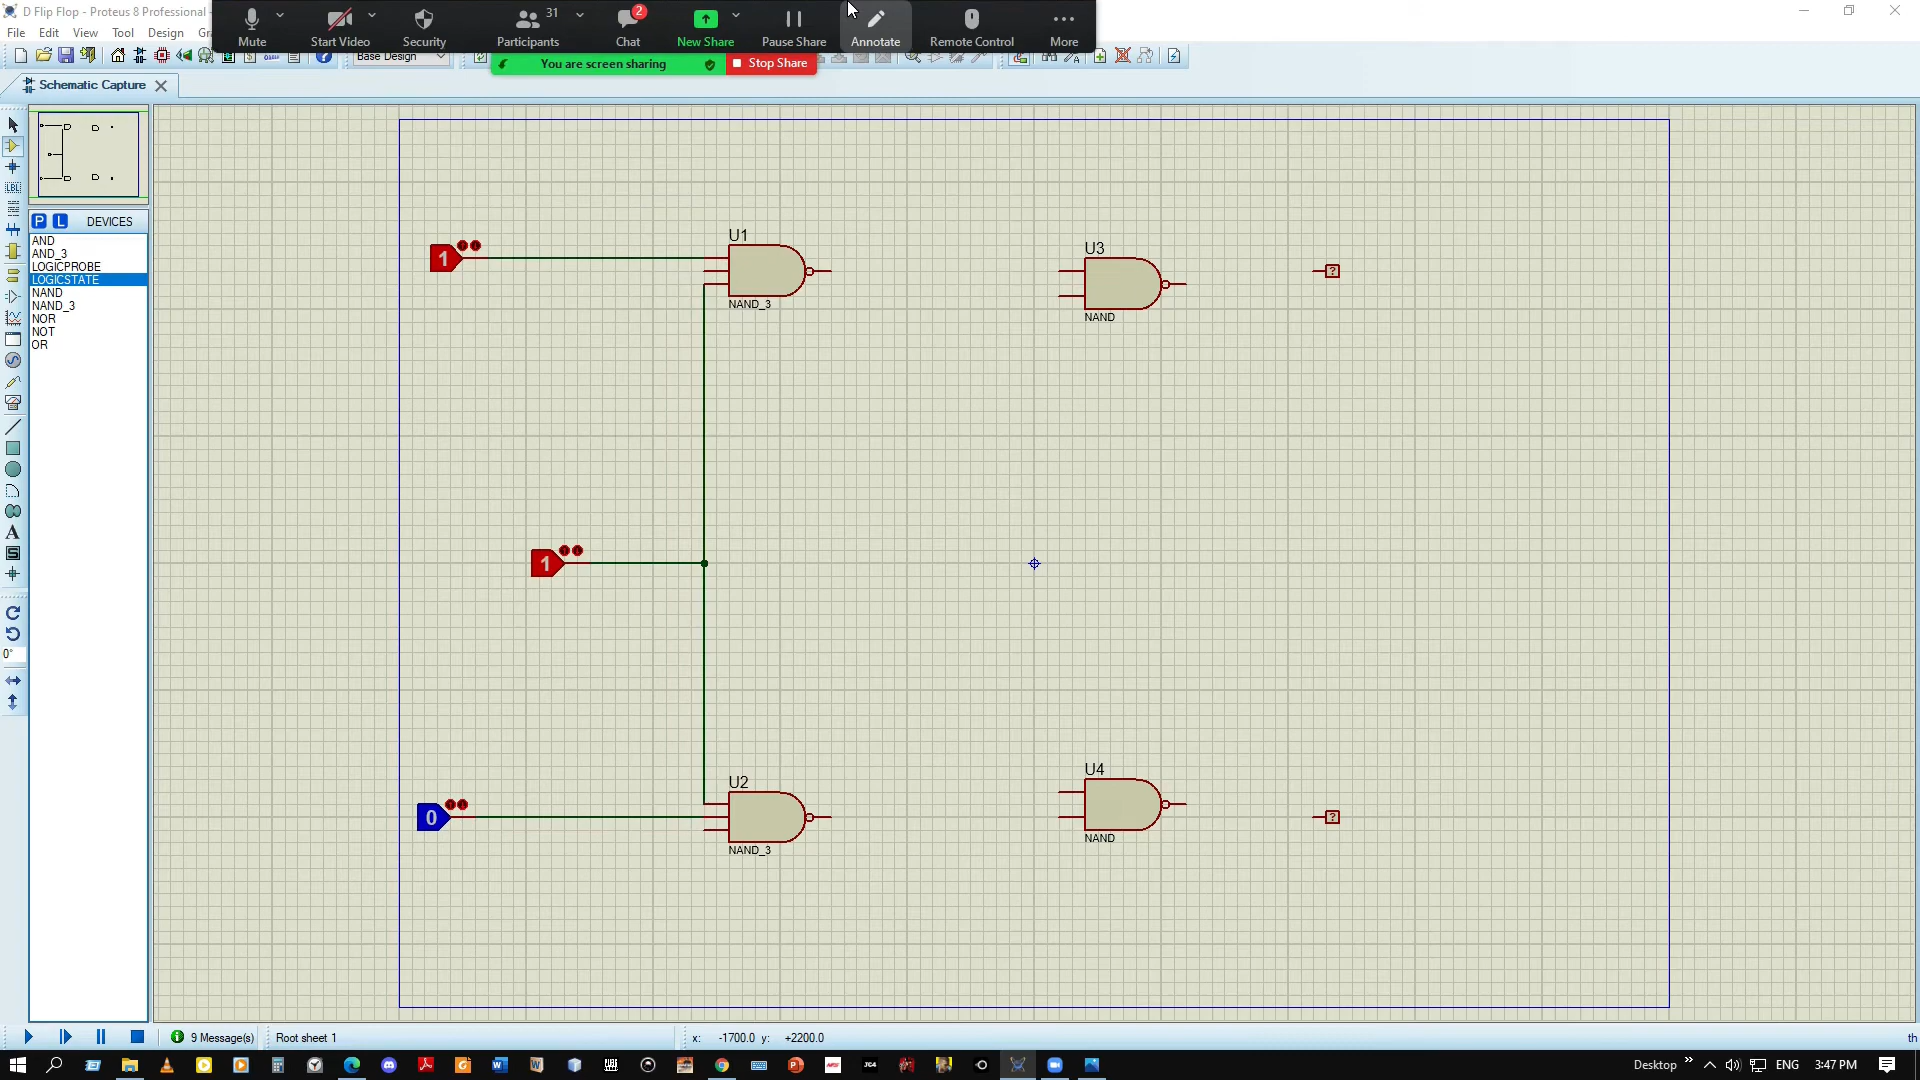 D Flip Flop - Proteus 8 Professional -
31
2
Mute
Start Video
Security
Participants
Chat
New Share
Pause Share
Annotate
Remote Control
More
File Edit View Tool Design
Base Design
You are screen sharing
Stop Share
Schematic Capture
P L DEVICES
AND
AND_3
LOGICPROBE
LOGICSTATE
NAND
NAND_3
NOR
NOT
OR
LBL
A
S
0°
U1
1
NAND_3
U3
NAND
?
1
U2
0
NAND_3
U4
NAND
?
9 Message(s)
Root sheet 1
x: -1700.0 y: +2200.0
th
Desktop
ENG
3:47 PM